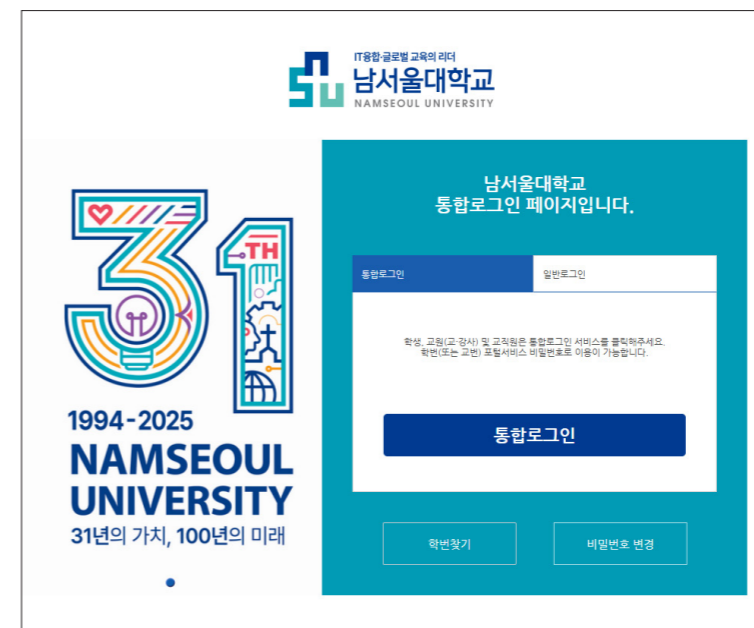 IT융합·글로벌 교육의 리더
남서울대학교
NAMSEOUL UNIVERSITY
31TH
1994-2025
NAMSEOUL
UNIVERSITY
31년의 가치, 100년의 미래
남서울대학교
통합로그인 페이지입니다.
통합로그인 일반로그인
학생, 교원(교·강사) 및 교직원은 통합로그인 서비스를 클릭해주세요.
학번(또는 교번) 포털서비스 비밀번호로 이용이 가능합니다.
통합로그인
학번찾기 비밀번호 변경